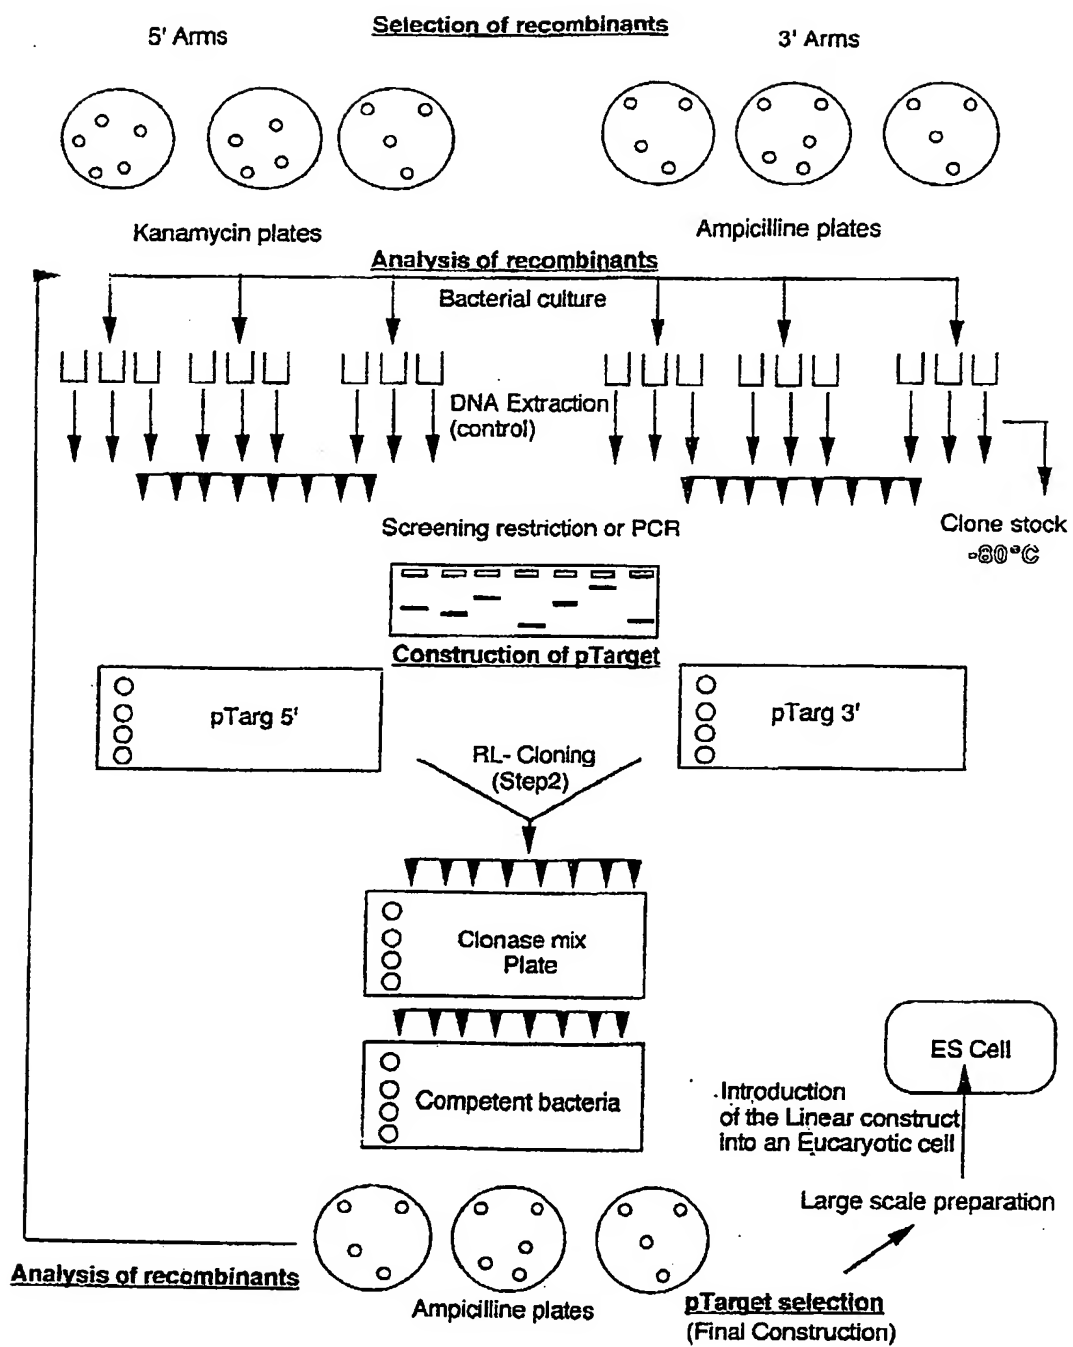 Selection of recombinants
5' Arms
3' Arms
Kanamycin plates
Ampicilline plates
Analysis of recombinants
Bacterial culture
DNA Extraction
(control)
Clone stock
-80°C
Screening restriction or PCR
Construction of pTarget
pTarg 5'
pTarg 3'
RL- Cloning
(Step2)
Clonase mix
Plate
Competent bacteria
ES Cell
Introduction
of the Linear construct
into an Eucaryotic cell
Large scale preparation
Analysis of recombinants
Ampicilline plates
pTarget selection
(Final Construction)